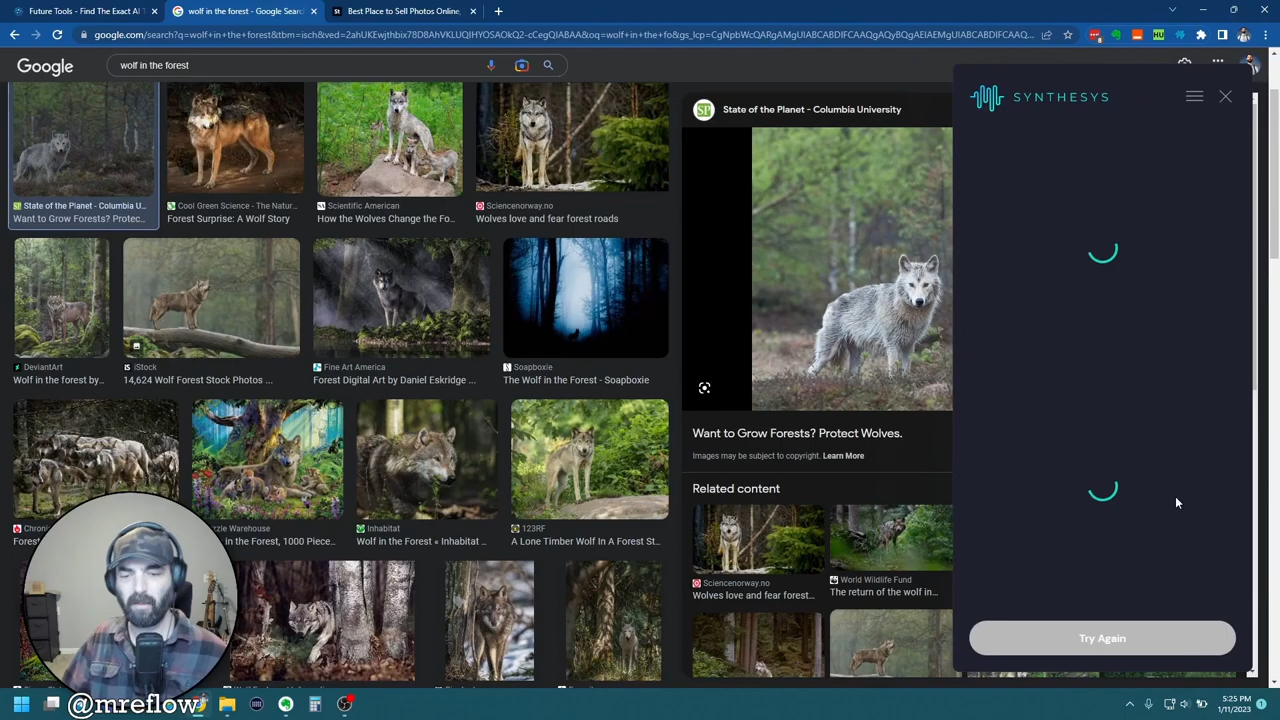 Future Tools - Find The Exact AI T
wolf in the forest - Google Searc
Best Place to Sell Photos Online,
google.com/search?q=wolf+in+the+forest&tbm=isch&ved=2ahUKEwjthbix78D8AhVKLUQIHYOSAOkQ2-cCegQIABAA&oq=wolf+in+the+fo&gs_lcp=CgNpbWcQARgAMgUIABCABDIFCAAQgAQyBQgAEIAEMgUIABCABDIFCAAQgAQyBQgAEIAEMgUIABCABDIFCAAQgAQ...
Google
wolf in the forest
SYNTHESYS
State of the Planet - Columbia University
State of the Planet - Columbia U...
Want to Grow Forests? Protec...
Cool Green Science - The Natur...
Forest Surprise: A Wolf Story
Scientific American
How the Wolves Change the Fo...
Sciencenorway.no
Wolves love and fear forest roads
DeviantArt
Wolf in the forest by...
iStock
14,624 Wolf Forest Stock Photos ...
Fine Art America
Forest Digital Art by Daniel Eskridge ...
Soapboxie
The Wolf in the Forest - Soapboxie
Want to Grow Forests? Protect Wolves.
Images may be subject to copyright. Learn More
Related content
Chron
Forest
zzle Warehouse
in the Forest, 1000 Piece...
Inhabitat
Wolf in the Forest « Inhabitat ...
123RF
A Lone Timber Wolf In A Forest St...
Sciencenorway.no
Wolves love and fear forest...
World Wildlife Fund
The return of the wolf in...
Try Again
@mreflow
5:25 PM
1/11/2023